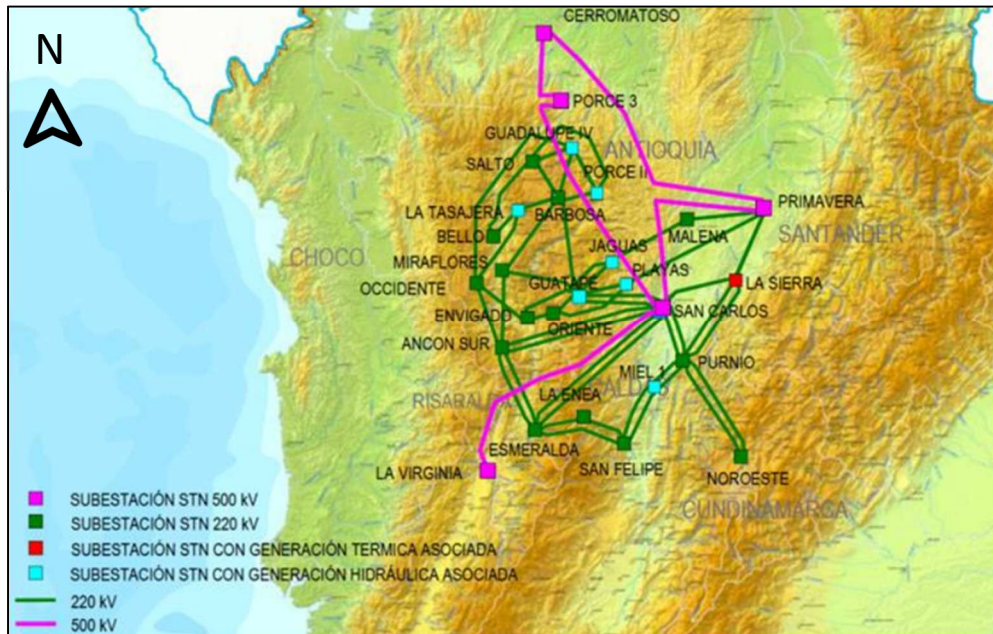 CERROMATOSO
N
PORCE 3
GUADALUPE IV
ANTIOQUIA
SALTO
PORCE II
LA TASAJERA
BARBOSA
PRIMAVERA
BELLO
MALENA
SANTANDER
CHOCO
JAGUAS
MIRAFLORES
PLAYAS
OCCIDENTE
GUATAPE
LA SIERRA
ENVIGADO
SAN CARLOS
ORIENTE
ANCON SUR
PURNIO
MIEL 1
LA ENEA
ESMERALDA
LA VIRGINIA
SAN FELIPE
NOROESTE
CUNDINAMARCA
SUBESTACIÓN STN 500 kV
SUBESTACIÓN STN 220 kV
SUBESTACIÓN STN CON GENERACIÓN TERMICA ASOCIADA
SUBESTACIÓN STN CON GENERACIÓN HIDRÁULICA ASOCIADA
220 kV
500 kV